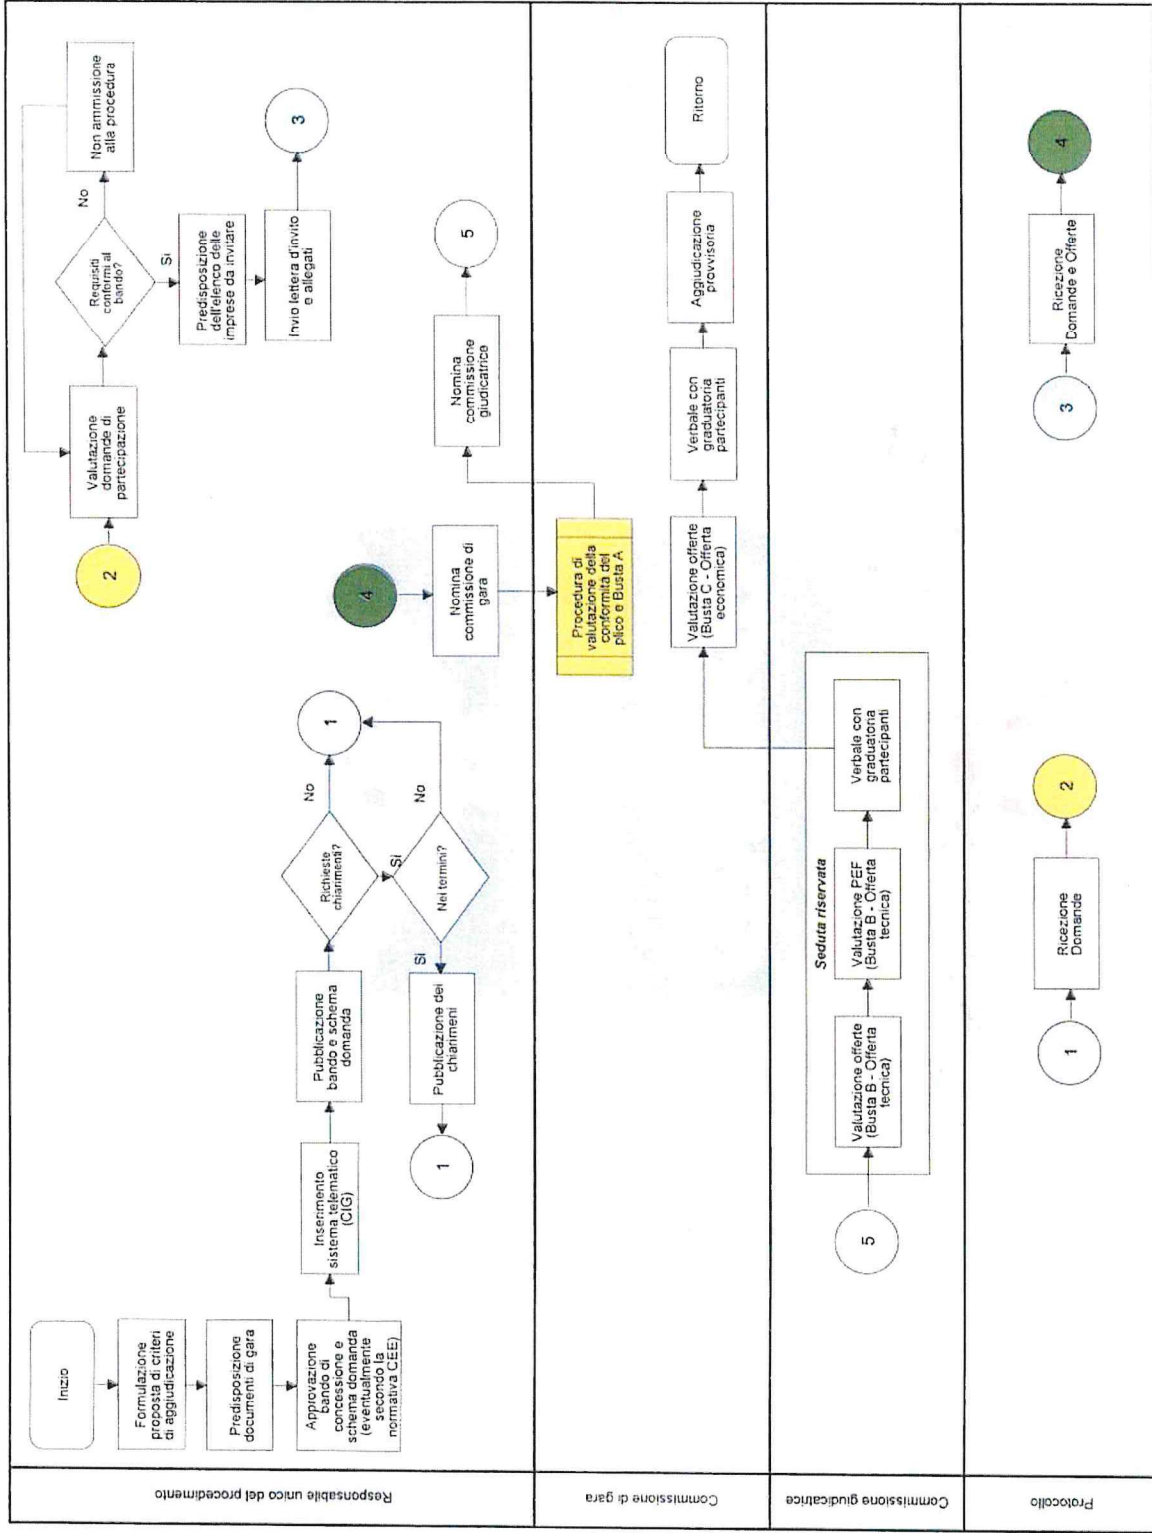 Responsabile unico del procedimento
Inizio
Formulazione
proposta di criteri
di aggiudicazione
Predisposizione
documenti di gara
Approvazione
bando di
concessione e
schema domanda
(eventualmente
secondo la
normativa CEE)
Inserimento
sistema telematico
(CIG)
Pubblicazione
bando e schema
domanda
Richieste
chiarimenti?
No
1
Si
Nei termini?
No
Si
Pubblicazione dei
chiarimeni
1
2
Valutazione
domande di
partecipazione
Requisiti
conformi al
bando?
No
Non ammissione
alla procedura
Si
Predisposizione
dell'elenco delle
imprese da invitare
Invio lettera d'invito
e allegati
3
4
Nomina
commissione di
gara
Nomina
commissione
giudicatrice
5
Commissione di gara
Procedura di
valutazione della
conformità del
plico e Busta A
Valutazione offerte
(Busta C - Offerta
economica)
Verbale con
graduatoria
partecipanti
Aggiudicazione
provvisoria
Ritorno
Commissione giudicatrice
5
Seduta riservata
Valutazione offerte
(Busta B - Offerta
tecnica)
Valutazione PEF
(Busta B - Offerta
tecnica)
Verbale con
graduatoria
partecipanti
Protocollo
1
Ricezione
Domande
2
3
Ricezione
Domande e Offerte
4